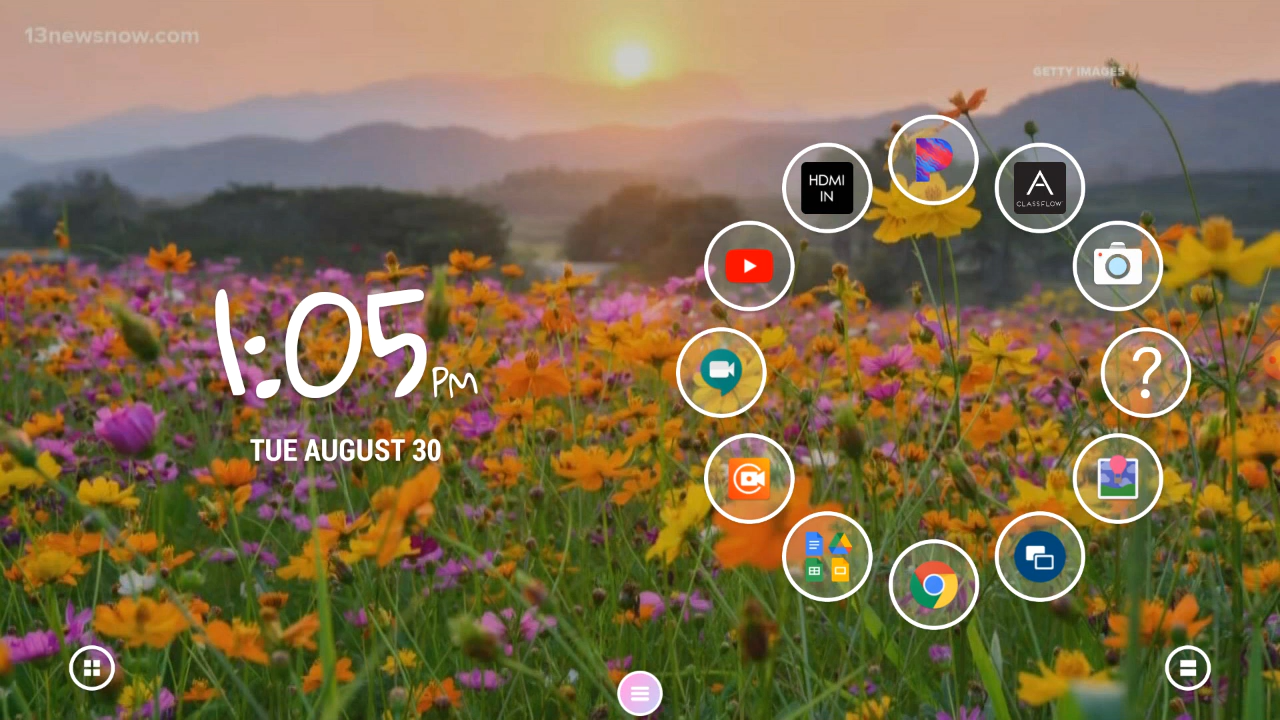 13newsnow.com
GETTY IMAGES
HDMI
IN
CLASSFLOW
1:05 PM
TUE AUGUST 30
?